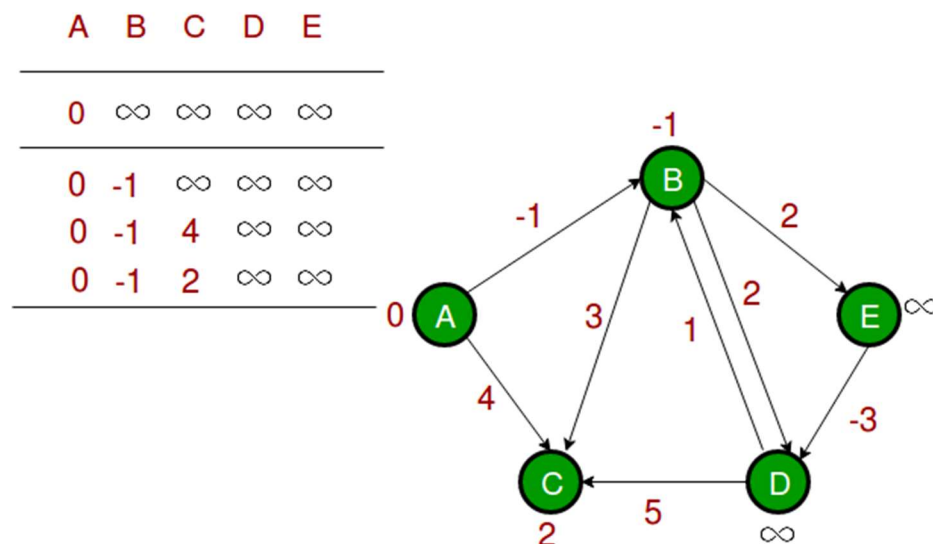 A B C D E
0 ∞ ∞ ∞ ∞
0 -1 ∞ ∞ ∞
0 -1 4 ∞ ∞
0 -1 2 ∞ ∞
-1
B
-1
2
3
1
2
0
A
E
∞
4
-3
C
D
5
2
∞